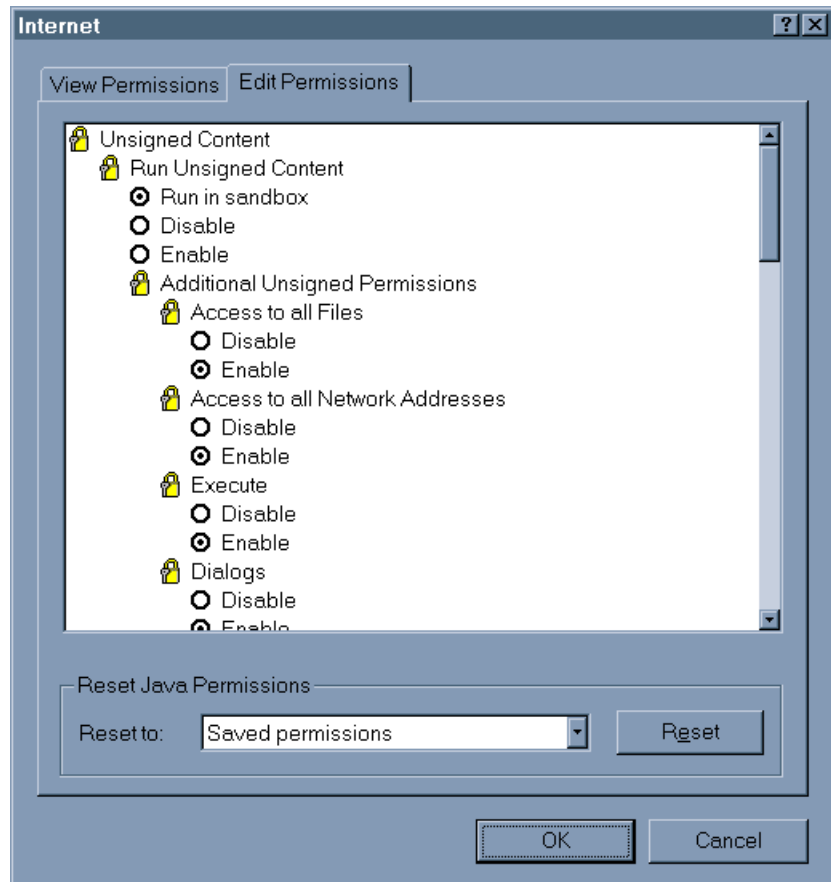 Internet
View Permissions
Edit Permissions
Unsigned Content
Run Unsigned Content
Run in sandbox
Disable
Enable
Additional Unsigned Permissions
Access to all Files
Disable
Enable
Access to all Network Addresses
Disable
Enable
Execute
Disable
Enable
Dialogs
Disable
Enable
Reset Java Permissions
Reset to: Saved permissions Reset
OK Cancel